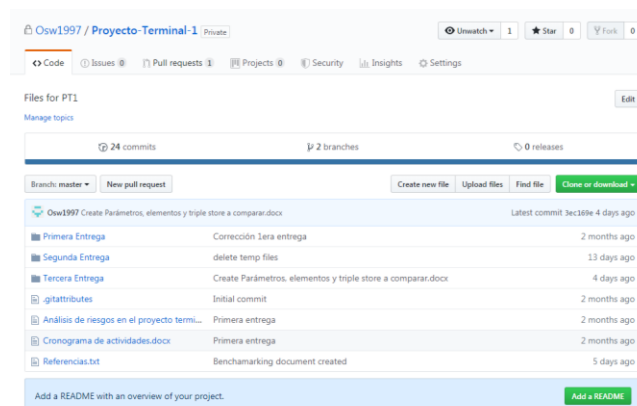 Osw1997 / Proyecto-Terminal-1 Private
Unwatch 1 Star 0 Fork 0
Code Issues 0 Pull requests 1 Projects 0 Security Insights Settings
Files for PT1 Edit
Manage topics
24 commits 2 branches 0 releases
Branch: master New pull request Create new file Upload files Find file Clone or download
Osw1997 Create Parámetros, elementos y triple store a comparar.docx Latest commit 3ec169e 4 days ago
Primera Entrega Corrección 1era entrega 2 months ago
Segunda Entrega delete temp files 13 days ago
Tercera Entrega Create Parámetros, elementos y triple store a comparar.docx 4 days ago
.gitattributes Initial commit 2 months ago
Análisis de riesgos en el proyecto termi... Primera entrega 2 months ago
Cronograma de actividades.docx Primera entrega 2 months ago
Referencias.txt Benchamarking document created 5 days ago
Add a README with an overview of your project. Add a README